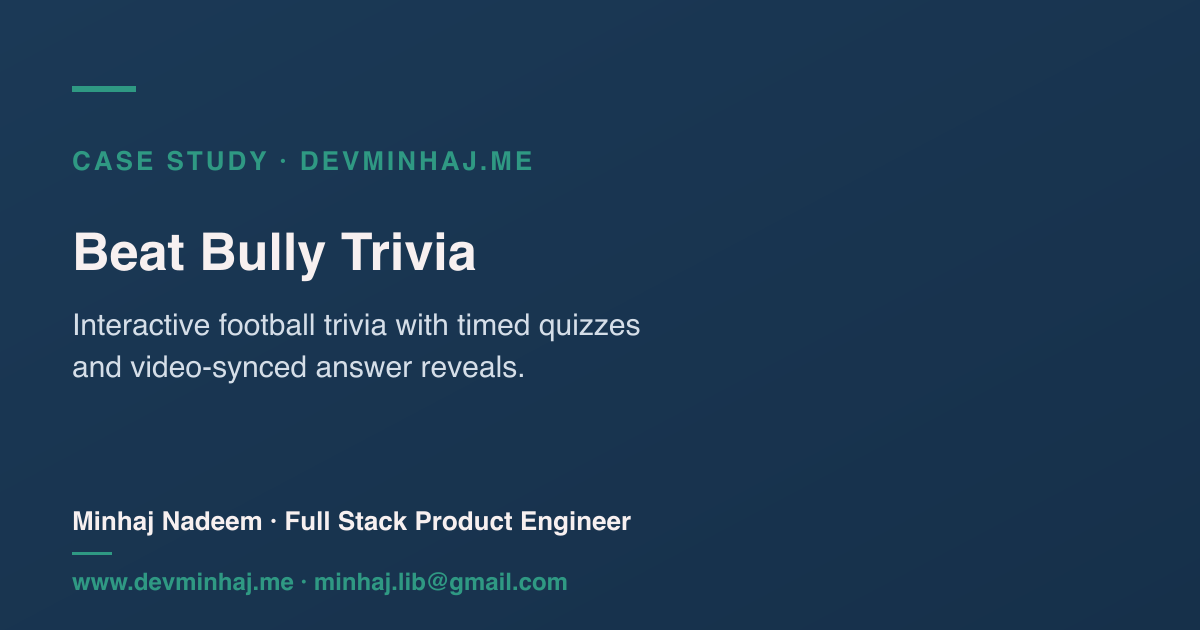 CASE STUDY · DEVMINHAJ.ME
Beat Bully Trivia
Interactive football trivia with timed quizzes
and video-synced answer reveals.
Minhaj Nadeem · Full Stack Product Engineer
www.devminhaj.me · minhaj.lib@gmail.com